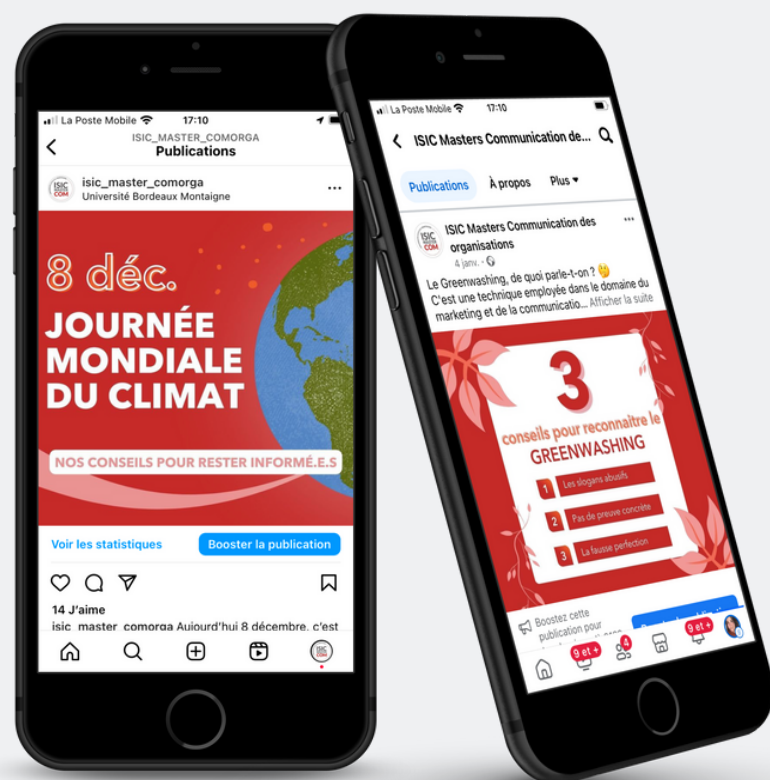 La Poste Mobile 17:10
ISIC_MASTER_COMORGA
Publications
isic_master_comorga
Université Bordeaux Montaigne
8 déc.
JOURNÉE
MONDIALE
DU CLIMAT
NOS CONSEILS POUR RESTER INFORMÉ.E.S
Voir les statistiques Booster la publication
14 J'aime
isic_master_comorga Aujourd'hui 8 décembre, c'est
La Poste Mobile 17:10
ISIC Masters Communication de...
Publications À propos Plus
ISIC Masters Communication des
organisations
4 janv.
Le Greenwashing, de quoi parle-t-on ? 🤔
C'est une technique employée dans le domaine du
marketing et de la communicatio... Afficher la suite
3
conseils pour reconnaitre le
GREENWASHING
1 Les slogans abusifs
2 Pas de preuve concrète
3 La fausse perfection
Boostez cette
publication pour
9 et + 4 9 et +